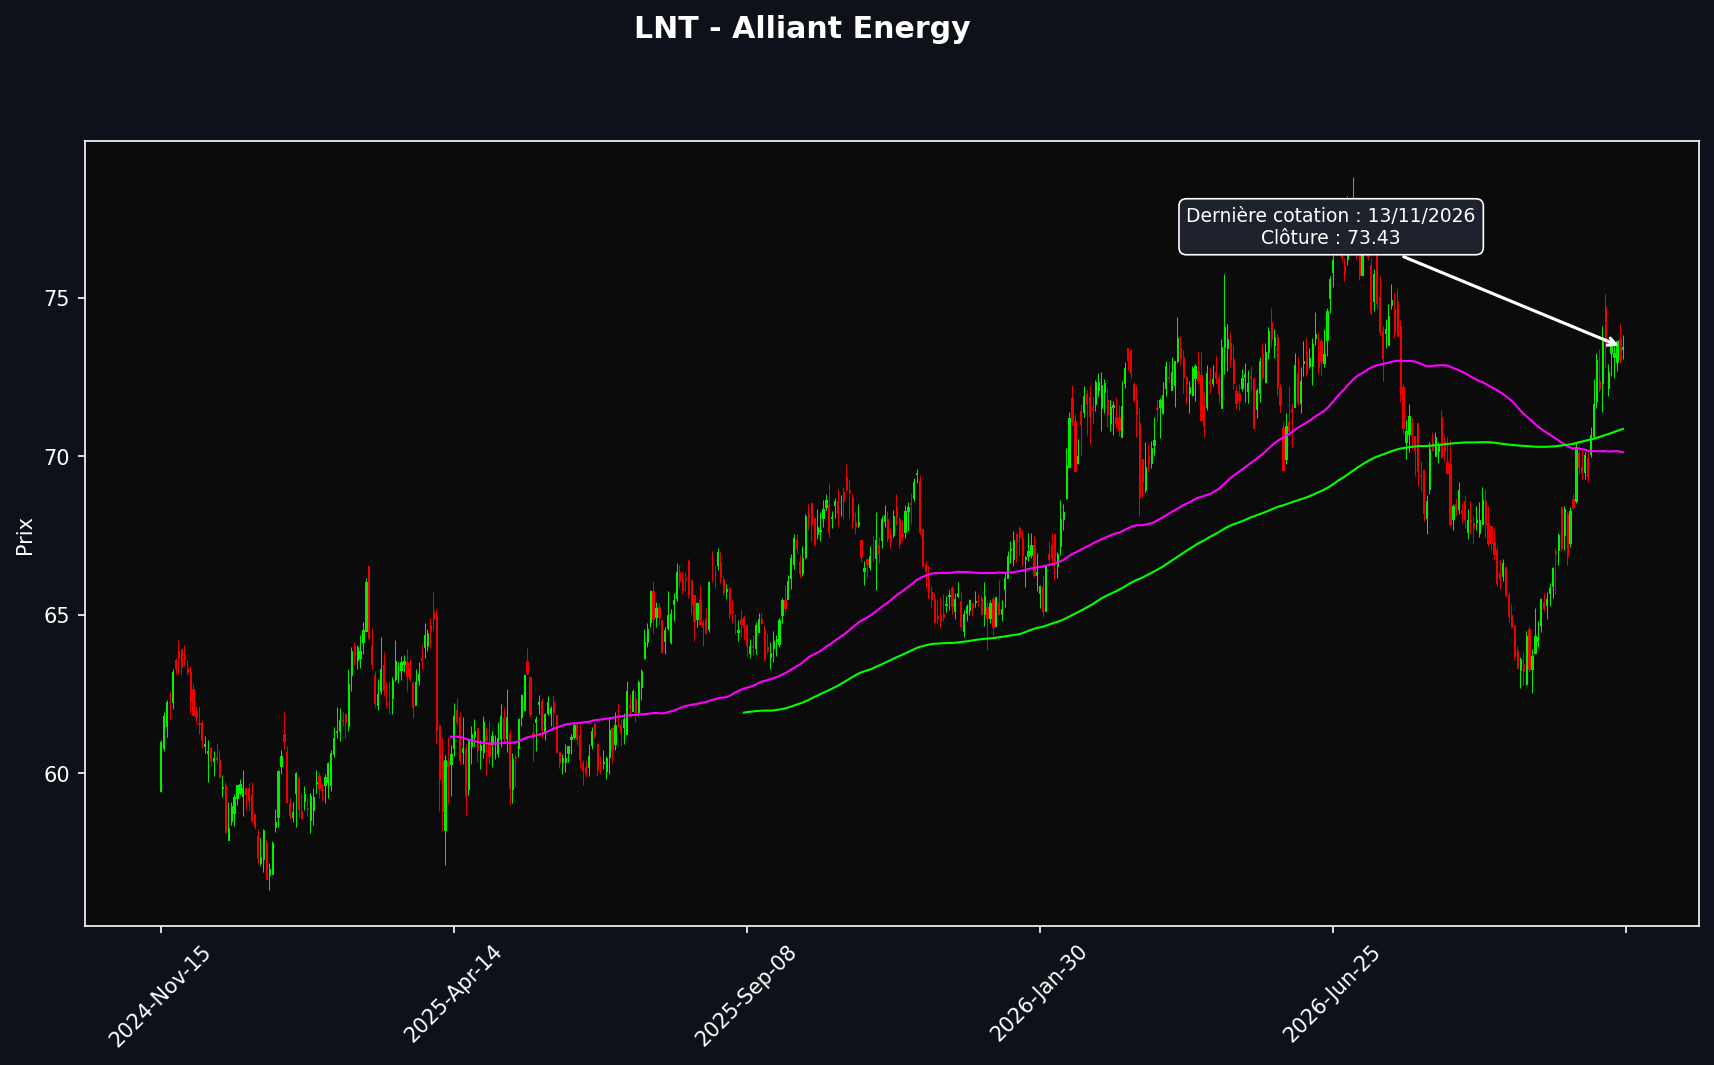 LNT - Alliant Energy
Dernière cotation : 13/11/2026
Clôture : 73.43
Prix
75
70
65
60
2024-Nov-15
2025-Apr-14
2025-Sep-08
2026-Jan-30
2026-Jun-25